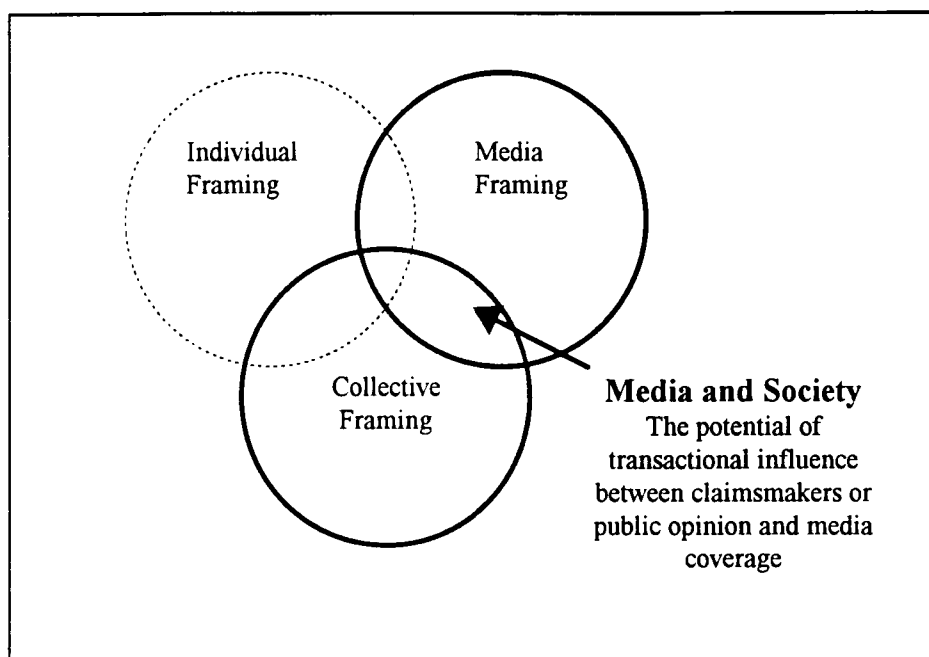 Individual
Framing
Media
Framing
Collective
Framing
Media and Society
The potential of
transactional influence
between claimsmakers or
public opinion and media
coverage